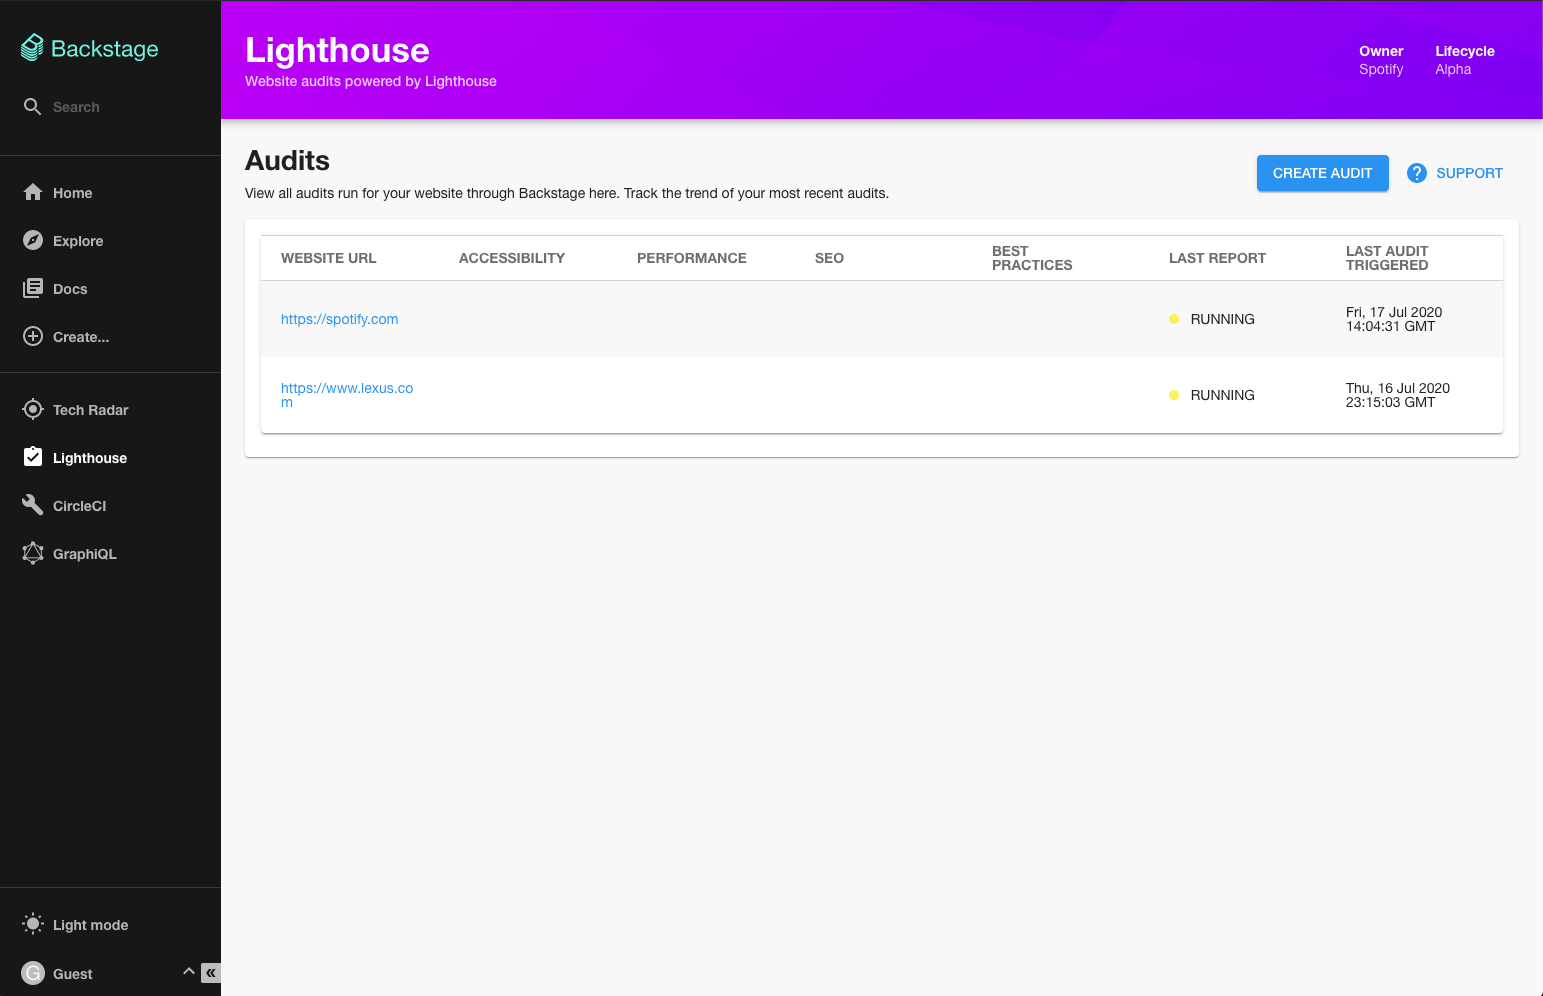 Backstage
Search
Home
Explore
Docs
Create...
Tech Radar
Lighthouse
CircleCI
GraphiQL
Light mode
G
Guest
«
Lighthouse
Website audits powered by Lighthouse
Owner
Spotify
Lifecycle
Alpha
Audits
View all audits run for your website through Backstage here. Track the trend of your most recent audits.
CREATE AUDIT
? SUPPORT
WEBSITE URL
ACCESSIBILITY
PERFORMANCE
SEO
BEST
PRACTICES
LAST REPORT
LAST AUDIT
TRIGGERED
https://spotify.com
RUNNING
Fri, 17 Jul 2020
14:04:31 GMT
https://www.lexus.co
m
RUNNING
Thu, 16 Jul 2020
23:15:03 GMT